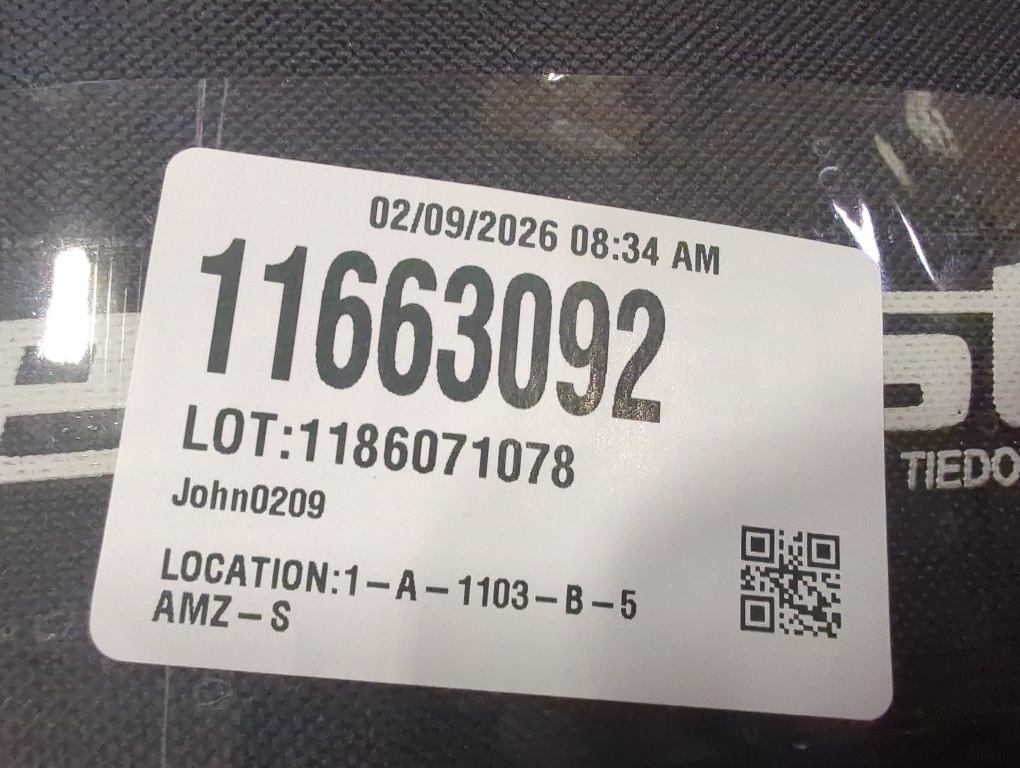 02/09/2026 08:34 AM
11663092
LOT:1186071078
John0209
LOCATION:1-A-1103-B-5
AMZ-S
TIEDO